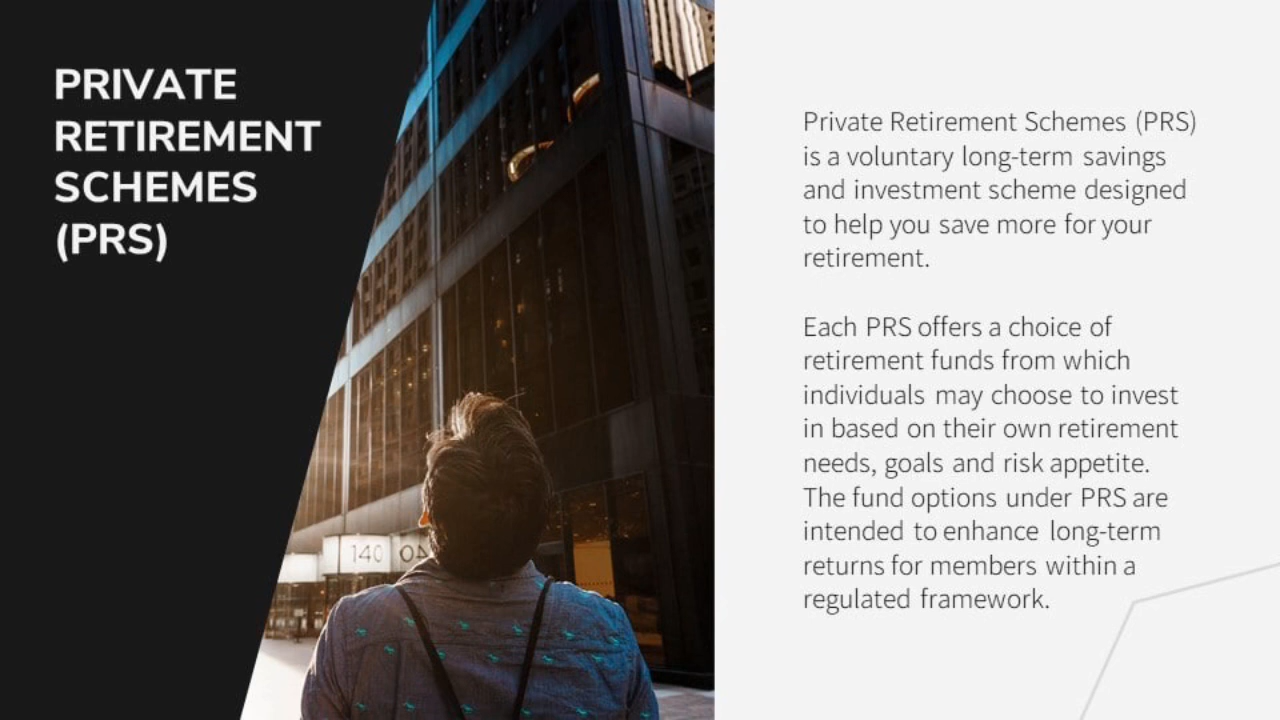 PRIVATE
RETIREMENT
SCHEMES
(PRS)
140
Private Retirement Schemes (PRS)
is a voluntary long-term savings
and investment scheme designed
to help you save more for your
retirement.
Each PRS offers a choice of
retirement funds from which
individuals may choose to invest
in based on their own retirement
needs, goals and risk appetite.
The fund options under PRS are
intended to enhance long-term
returns for members within a
regulated framework.